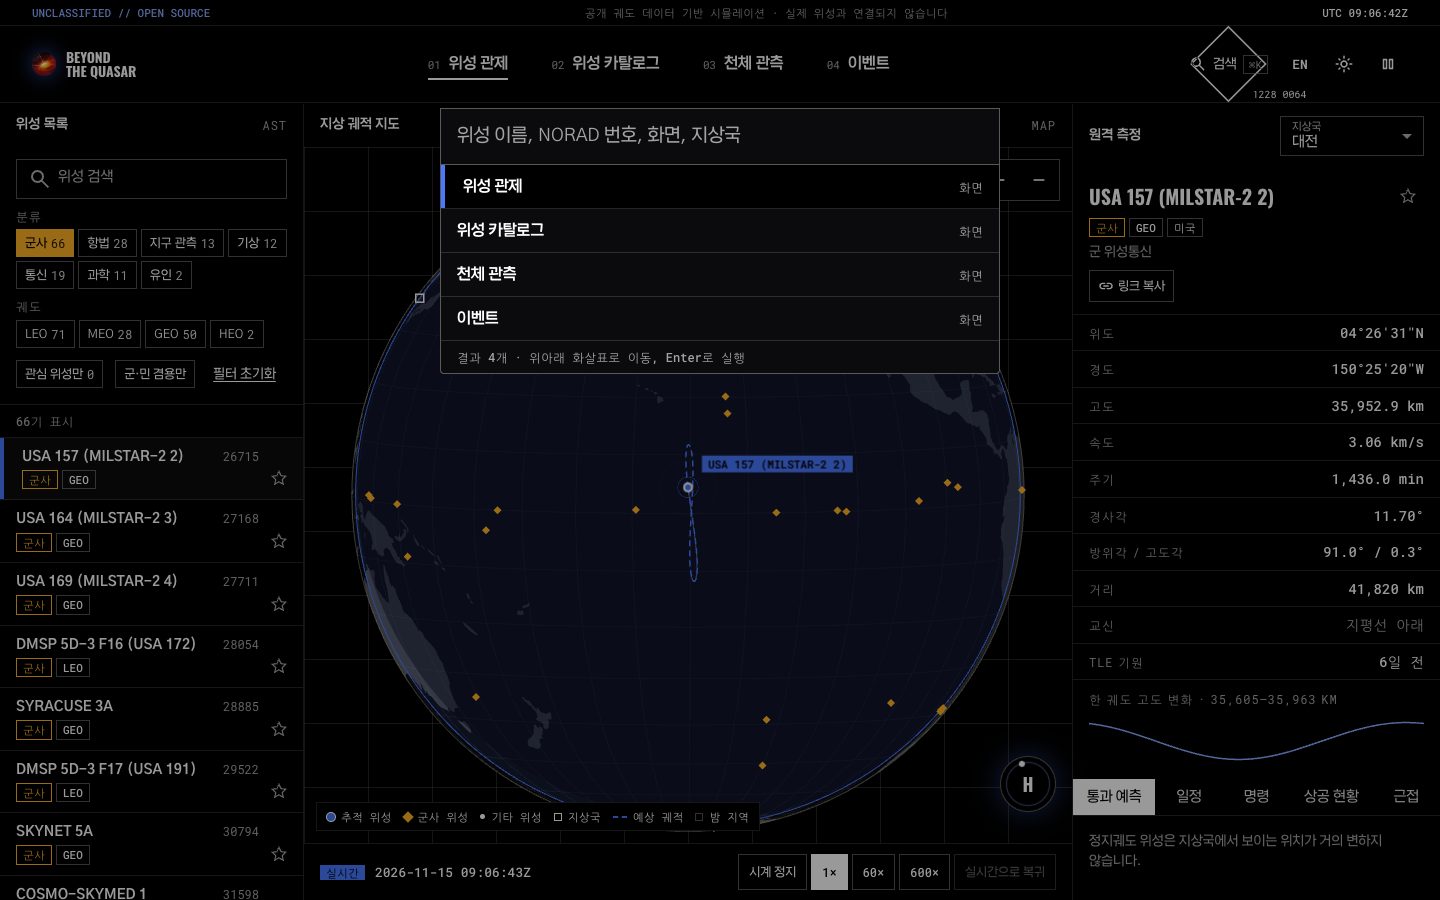 UNCLASSIFIED // OPEN SOURCE
공개 궤도 데이터 기반 시뮬레이션 · 실제 위성과 연결되지 않습니다
UTC 09:06:42Z
BEYOND
THE QUASAR
01 위성 관제
02 위성 카탈로그
03 천체 관측
04 이벤트
검색 ⌘K
EN
1228 0064
위성 목록
AST
위성 검색
분류
군사 66
항법 28
지구 관측 13
기상 12
통신 19
과학 11
유인 2
궤도
LEO 71
MEO 28
GEO 50
HEO 2
관심 위성만 0
군·민 겸용만
필터 초기화
66기 표시
USA 157 (MILSTAR-2 2) 26715
군사 GEO
USA 164 (MILSTAR-2 3) 27168
군사 GEO
USA 169 (MILSTAR-2 4) 27711
군사 GEO
DMSP 5D-3 F16 (USA 172) 28054
군사 LEO
SYRACUSE 3A 28885
군사 GEO
DMSP 5D-3 F17 (USA 191) 29522
군사 LEO
SKYNET 5A 30794
군사 GEO
COSMO-SKYMED 1 31598
지상 궤적 지도
MAP
위성 이름, NORAD 번호, 화면, 지상국
위성 관제 화면
위성 카탈로그 화면
천체 관측 화면
이벤트 화면
결과 4개 · 위아래 화살표로 이동, Enter로 실행
−
USA 157 (MILSTAR-2 2)
H
추적 위성
군사 위성
기타 위성
지상국
예상 궤적
밤 지역
실시간 2026-11-15 09:06:43Z
시계 정지
1×
60×
600×
실시간으로 복귀
원격 측정
지상국
대전
USA 157 (MILSTAR-2 2)
군사 GEO 미국
군 위성통신
링크 복사
위도 04°26'31"N
경도 150°25'20"W
고도 35,952.9 km
속도 3.06 km/s
주기 1,436.0 min
경사각 11.70°
방위각 / 고도각 91.0° / 0.3°
거리 41,820 km
교신 지평선 아래
TLE 기원 6일 전
한 궤도 고도 변화 · 35,605–35,963 KM
통과 예측
일정
명령
상공 현황
근접
정지궤도 위성은 지상국에서 보이는 위치가 거의 변하지
않습니다.